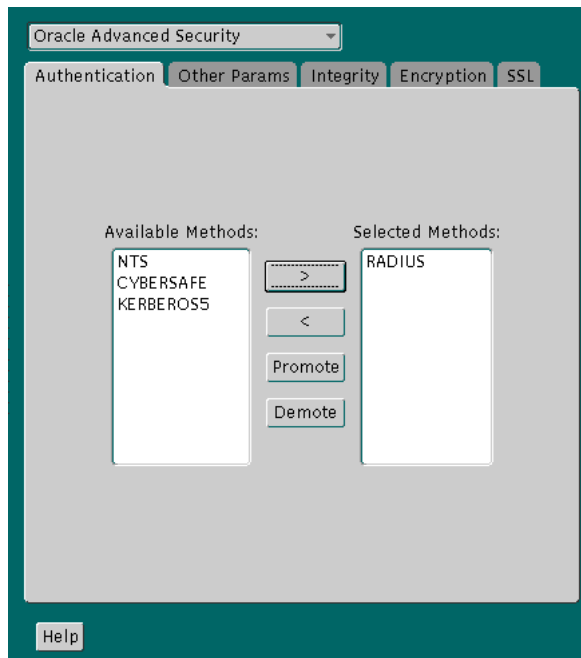 Oracle Advanced Security
Authentication Other Params Integrity Encryption SSL
Available Methods: Selected Methods:
NTS
CYBERSAFE
KERBEROS5
>
<
Promote
Demote
RADIUS
Help